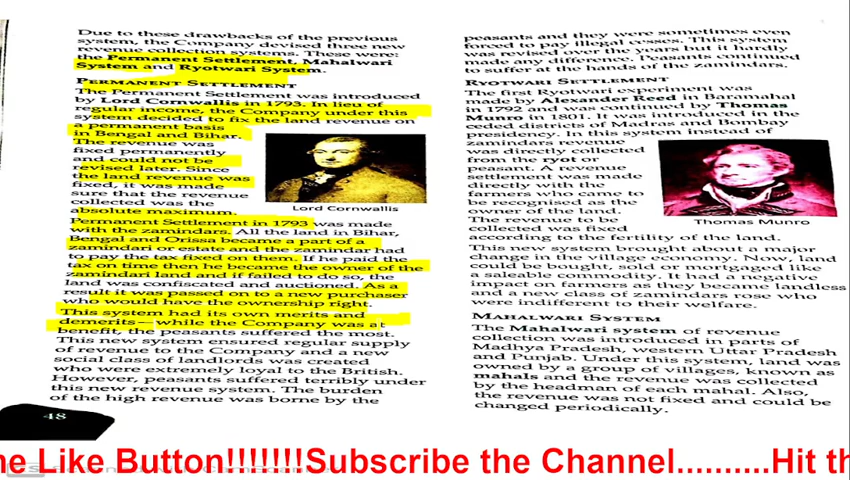 Due to these drawbacks of the previous
system, the Company devised three new
revenue collection systems. These were:
the Permanent Settlement, Mahalwari
System and Ryotwari System.
PERMANENT SETTLEMENT
The Permanent Settlement was introduced
by Lord Cornwallis in 1793. In lieu of
regular income, the Company under this
system decided to fix the land revenue on
a permanent basis
in Bengal and Bihar.
The revenue was
fixed permanently
and could not be
revised later. Since
the land revenue was
fixed, it was made
sure that the revenue
collected was the
absolute maximum.
Lord Cornwallis
Permanent Settlement in 1793 was made
with the zamindars. All the land in Bihar,
Bengal and Orissa became a part of a
zamindari or estate and the zamindar had
to pay the tax fixed on them. If he paid the
tax on time then he became the owner of the
zamindari land and if failed to do so, the
land was confiscated and auctioned. As a
result it was passed on to a new purchaser
who would have the ownership right.
This system had its own merits and
demerits—while the Company was at
benefit, the peasants suffered the most.
This new system ensured regular supply
of revenue to the Company and a new
social class of landlords was created
who were extremely loyal to the British.
However, peasants suffered terribly under
this new revenue system. The burden
of the high revenue was borne by the
48
peasants and they were sometimes even
forced to pay illegal cesses. This system
was revised over the years but it hardly
made any difference. Peasants continued
to suffer at the hands of the zamindars.
RYOTWARI SETTLEMENT
The first Ryotwari experiment was
made by Alexander Reed in Baramahal
in 1792 and was continued by Thomas
Munro in 1801. It was introduced in the
ceded districts of Madras and Bombay
presidency. In this system instead of
zamindars revenue
was directly collected
from the ryot or
peasant. A revenue
settlement was made
directly with the
farmers who came to
be recognised as the
owner of the land.
The revenue to be
collected was fixed
according to the fertility of the land.
Thomas Munro
This new system brought about a major
change in the village economy. Now, land
could be bought, sold or mortgaged like
a saleable commodity. It had a negative
impact on farmers as they became landless
and a new class of zamindars rose who
were indifferent to their welfare.
MAHALWARI SYSTEM
The Mahalwari system of revenue
collection was introduced in parts of
Madhya Pradesh, western Uttar Pradesh
and Punjab. Under this system, land was
owned by a group of villages, known as
mahals and the revenue was collected
by the headman of each mahal. Also,
the revenue was not fixed and could be
changed periodically.
he Like Button!!!!!!!Subscribe the Channel..........Hit th